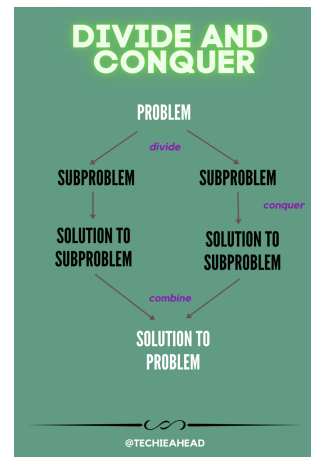 DIVIDE AND
CONQUER
PROBLEM
divide
SUBPROBLEM SUBPROBLEM
conquer
SOLUTION TO SOLUTION TO
SUBPROBLEM SUBPROBLEM
combine
SOLUTION TO
PROBLEM
@TECHIEAHEAD